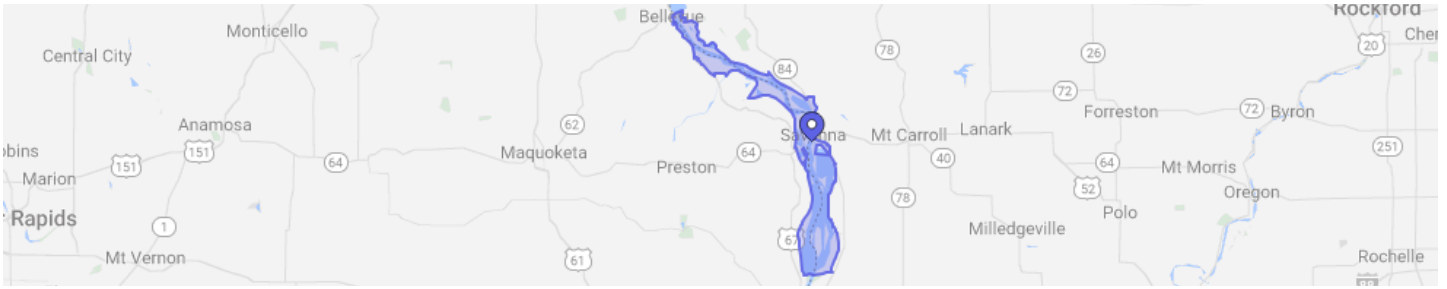 Rockford
Bellevue
Monticello
Central City
78
26
20
Cher
84
72
72
Forreston
Byron
Anamosa
62
Savanna
Mt Carroll
Lanark
obins
151
151
64
Maquoketa
Preston
64
40
64
Mt Morris
251
Marion
52
Oregon
Rapids
1
78
Polo
Milledgeville
67
Mt Vernon
61
Rochelle